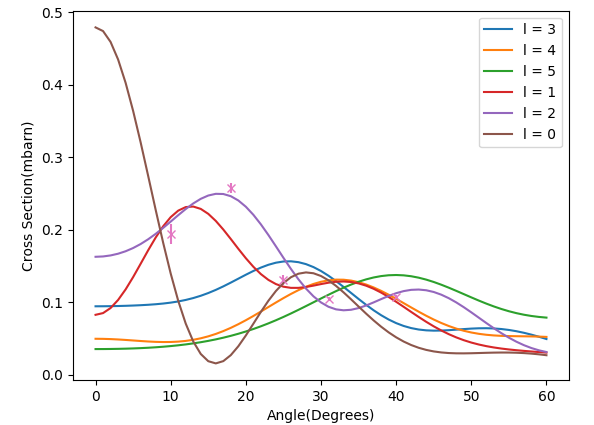 0.5
0.4
0.3
0.2
0.1
0.0
Cross Section(mbarn)
0 10 20 30 40 50 60
Angle(Degrees)
l = 3
l = 4
l = 5
l = 1
l = 2
l = 0